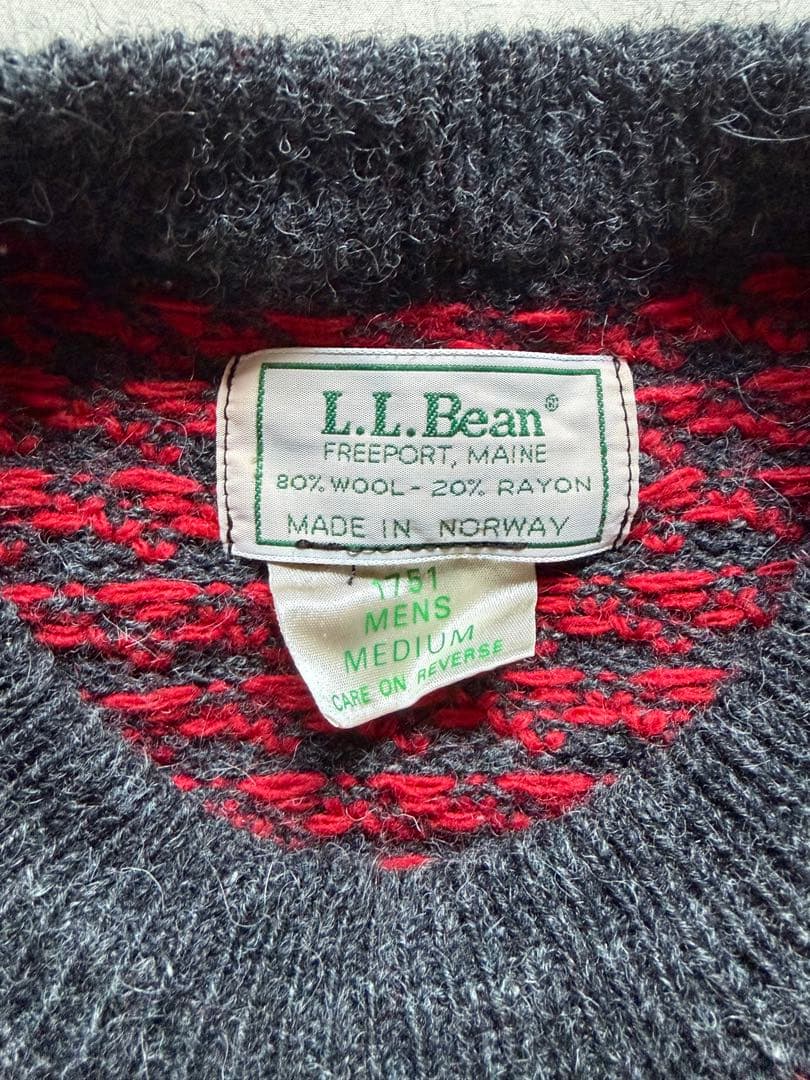 L.L.Bean®
FREEPORT, MAINE
80% WOOL - 20% RAYON
MADE IN NORWAY
1751
MENS
MEDIUM
CARE ON REVERSE